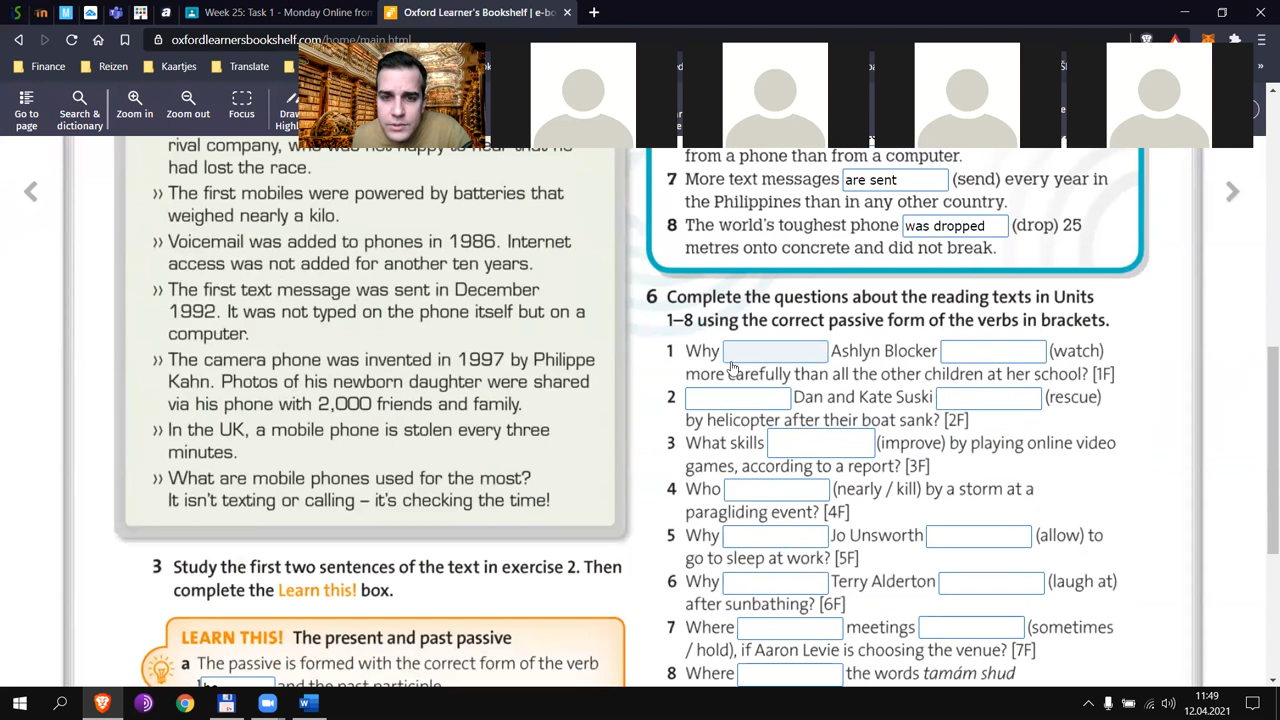 Week 25: Task 1 - Monday Online from
Oxford Learner's Bookshelf | e-bo
oxfordlearnersbookshelf.com/home/main.html
Finance
Reizen
Kaartjes
Translate
Go to page
Search & dictionary
Zoom in
Zoom out
Focus
rival company, who was not happy to hear that he
had lost the race.
» The first mobiles were powered by batteries that
weighed nearly a kilo.
» Voicemail was added to phones in 1986. Internet
access was not added for another ten years.
» The first text message was sent in December
1992. It was not typed on the phone itself but on a
computer.
» The camera phone was invented in 1997 by Philippe
Kahn. Photos of his newborn daughter were shared
via his phone with 2,000 friends and family.
» In the UK, a mobile phone is stolen every three
minutes.
» What are mobile phones used for the most?
It isn't texting or calling – it's checking the time!
3 Study the first two sentences of the text in exercise 2. Then
complete the Learn this! box.
LEARN THIS! The present and past passive
a The passive is formed with the correct form of the verb
and the past participle
from a phone than from a computer.
7 More text messages are sent (send) every year in
the Philippines than in any other country.
8 The world's toughest phone was dropped (drop) 25
metres onto concrete and did not break.
6 Complete the questions about the reading texts in Units
1–8 using the correct passive form of the verbs in brackets.
1 Why Ashlyn Blocker (watch)
more carefully than all the other children at her school? [1F]
2 Dan and Kate Suski (rescue)
by helicopter after their boat sank? [2F]
3 What skills (improve) by playing online video
games, according to a report? [3F]
4 Who (nearly / kill) by a storm at a
paragliding event? [4F]
5 Why Jo Unsworth (allow) to
go to sleep at work? [5F]
6 Why Terry Alderton (laugh at)
after sunbathing? [6F]
7 Where meetings (sometimes
/ hold), if Aaron Levie is choosing the venue? [7F]
8 Where the words tamám shud
11:49
12.04.2021